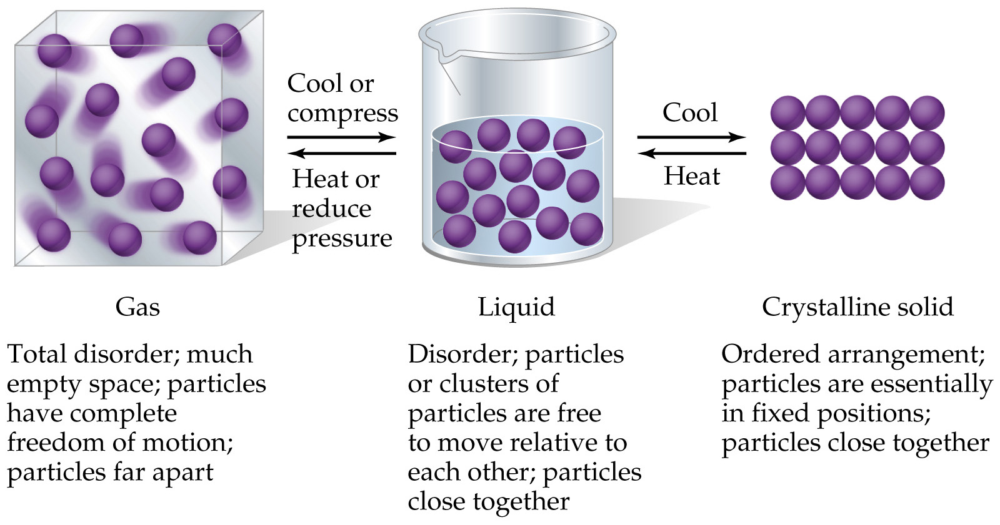 Cool or
compress
Heat or
reduce
pressure
Cool
Heat
Gas
Total disorder; much
empty space; particles
have complete
freedom of motion;
particles far apart
Liquid
Disorder; particles
or clusters of
particles are free
to move relative to
each other; particles
close together
Crystalline solid
Ordered arrangement;
particles are essentially
in fixed positions;
particles close together